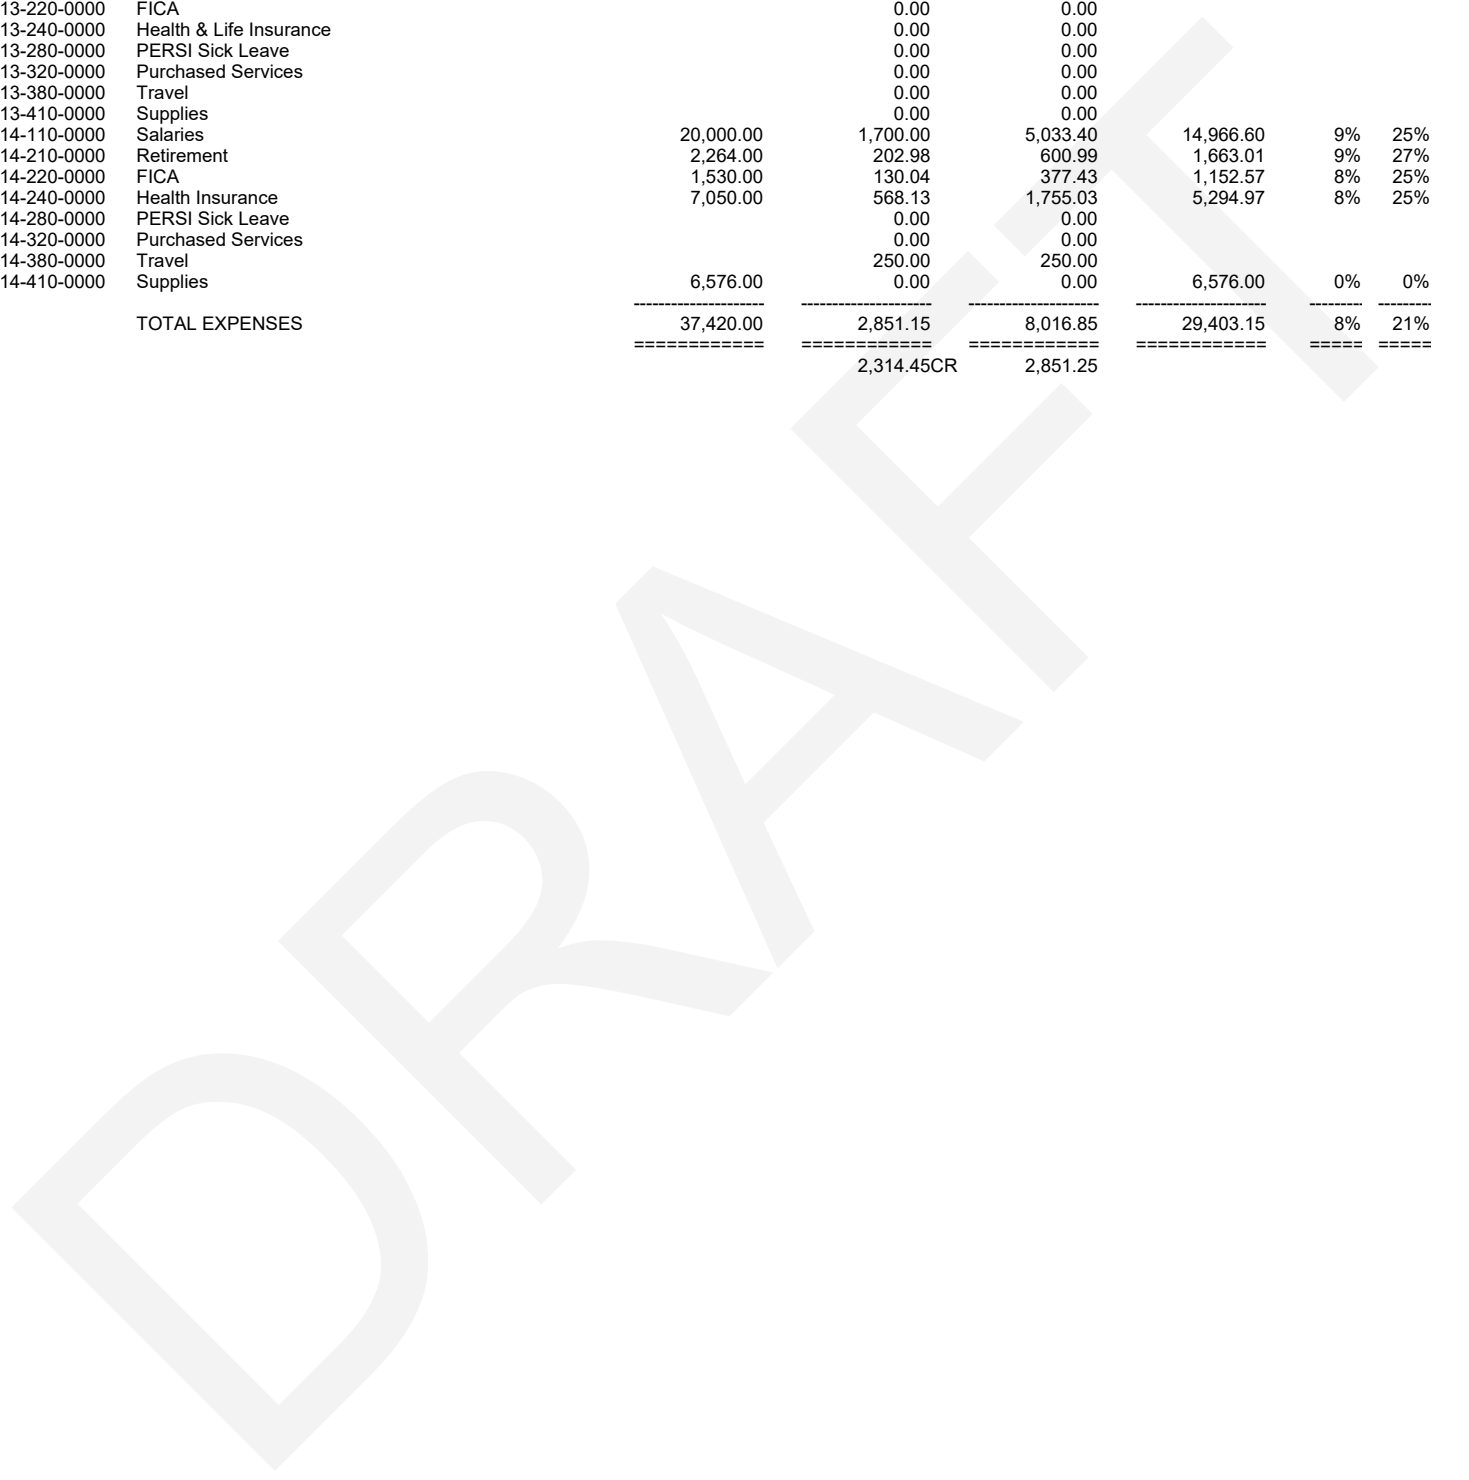 13-220-0000 FICA 0.00 0.00
13-240-0000 Health & Life Insurance 0.00 0.00
13-280-0000 PERSI Sick Leave 0.00 0.00
13-320-0000 Purchased Services 0.00 0.00
13-380-0000 Travel 0.00 0.00
13-410-0000 Supplies 0.00 0.00
14-110-0000 Salaries 20,000.00 1,700.00 5,033.40 14,966.60 9% 25%
14-210-0000 Retirement 2,264.00 202.98 600.99 1,663.01 9% 27%
14-220-0000 FICA 1,530.00 130.04 377.43 1,152.57 8% 25%
14-240-0000 Health Insurance 7,050.00 568.13 1,755.03 5,294.97 8% 25%
14-280-0000 PERSI Sick Leave 0.00 0.00
14-320-0000 Purchased Services 0.00 0.00
14-380-0000 Travel 250.00 250.00
14-410-0000 Supplies 6,576.00 0.00 0.00 6,576.00 0% 0%
--------------------- --------------------- --------------------- --------------------- -------- --------
TOTAL EXPENSES 37,420.00 2,851.15 8,016.85 29,403.15 8% 21%
============ ============ ============ ============ ===== =====
2,314.45CR 2,851.25
DRAFT